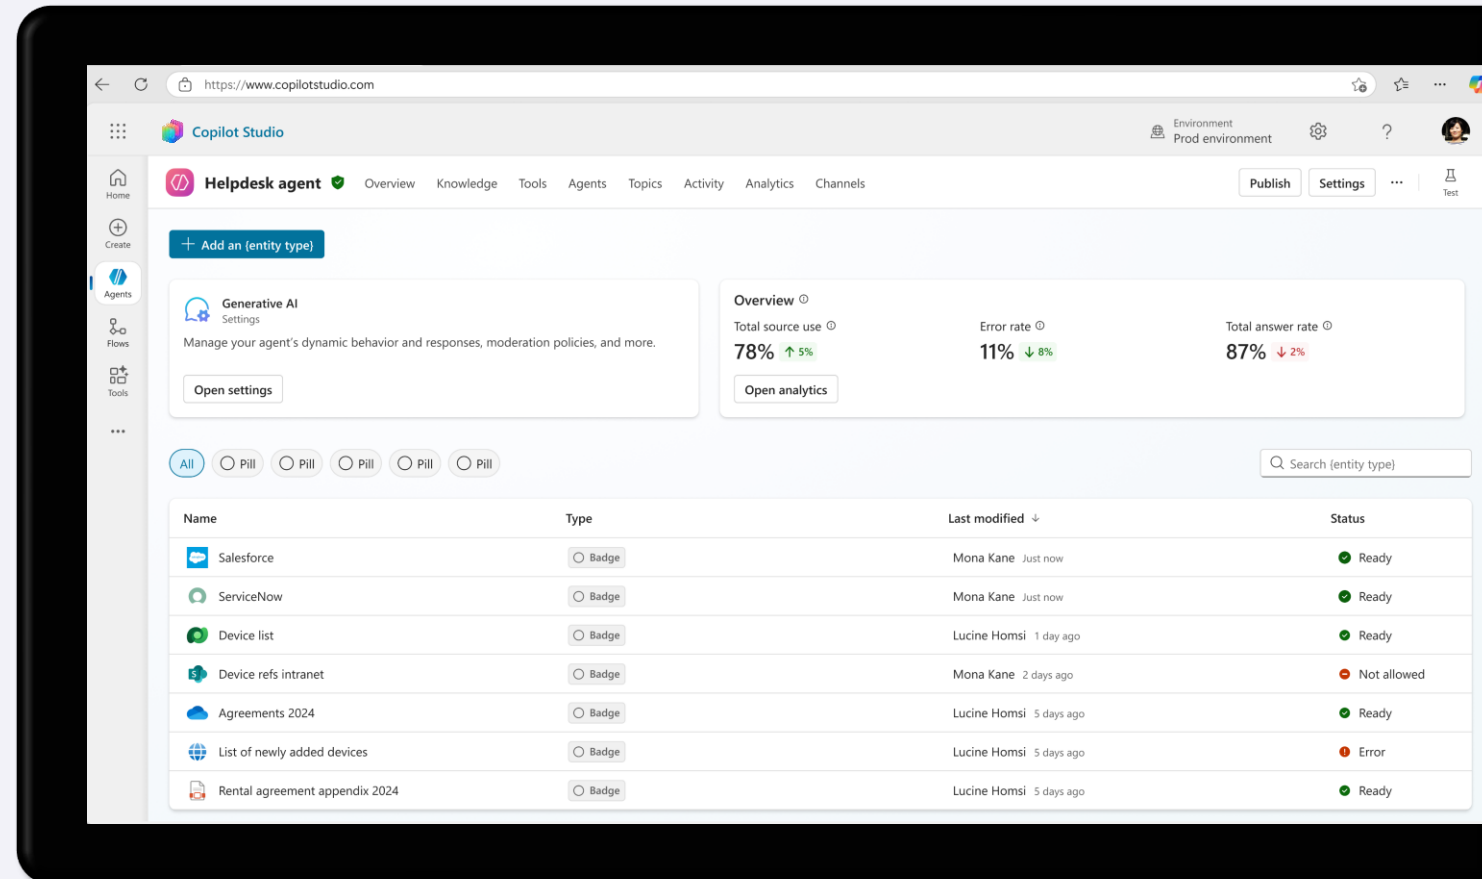 https://www.copilotstudio.com
Copilot Studio
Environment
Prod environment
Home
Create
Agents
Flows
Tools
Helpdesk agent Overview Knowledge Tools Agents Topics Activity Analytics Channels
Publish Settings Test
Add an {entity type}
Generative AI
Settings
Manage your agent's dynamic behavior and responses, moderation policies, and more.
Open settings
Overview
Total source use Error rate Total answer rate
78% 5% 11% 8% 87% 2%
Open analytics
All Pill Pill Pill Pill Pill
Search {entity type}
Name Type Last modified Status
Salesforce Badge Mona Kane Just now Ready
ServiceNow Badge Mona Kane Just now Ready
Device list Badge Lucine Homsi 1 day ago Ready
Device refs intranet Badge Mona Kane 2 days ago Not allowed
Agreements 2024 Badge Lucine Homsi 5 days ago Ready
List of newly added devices Badge Lucine Homsi 5 days ago Error
Rental agreement appendix 2024 Badge Lucine Homsi 5 days ago Ready